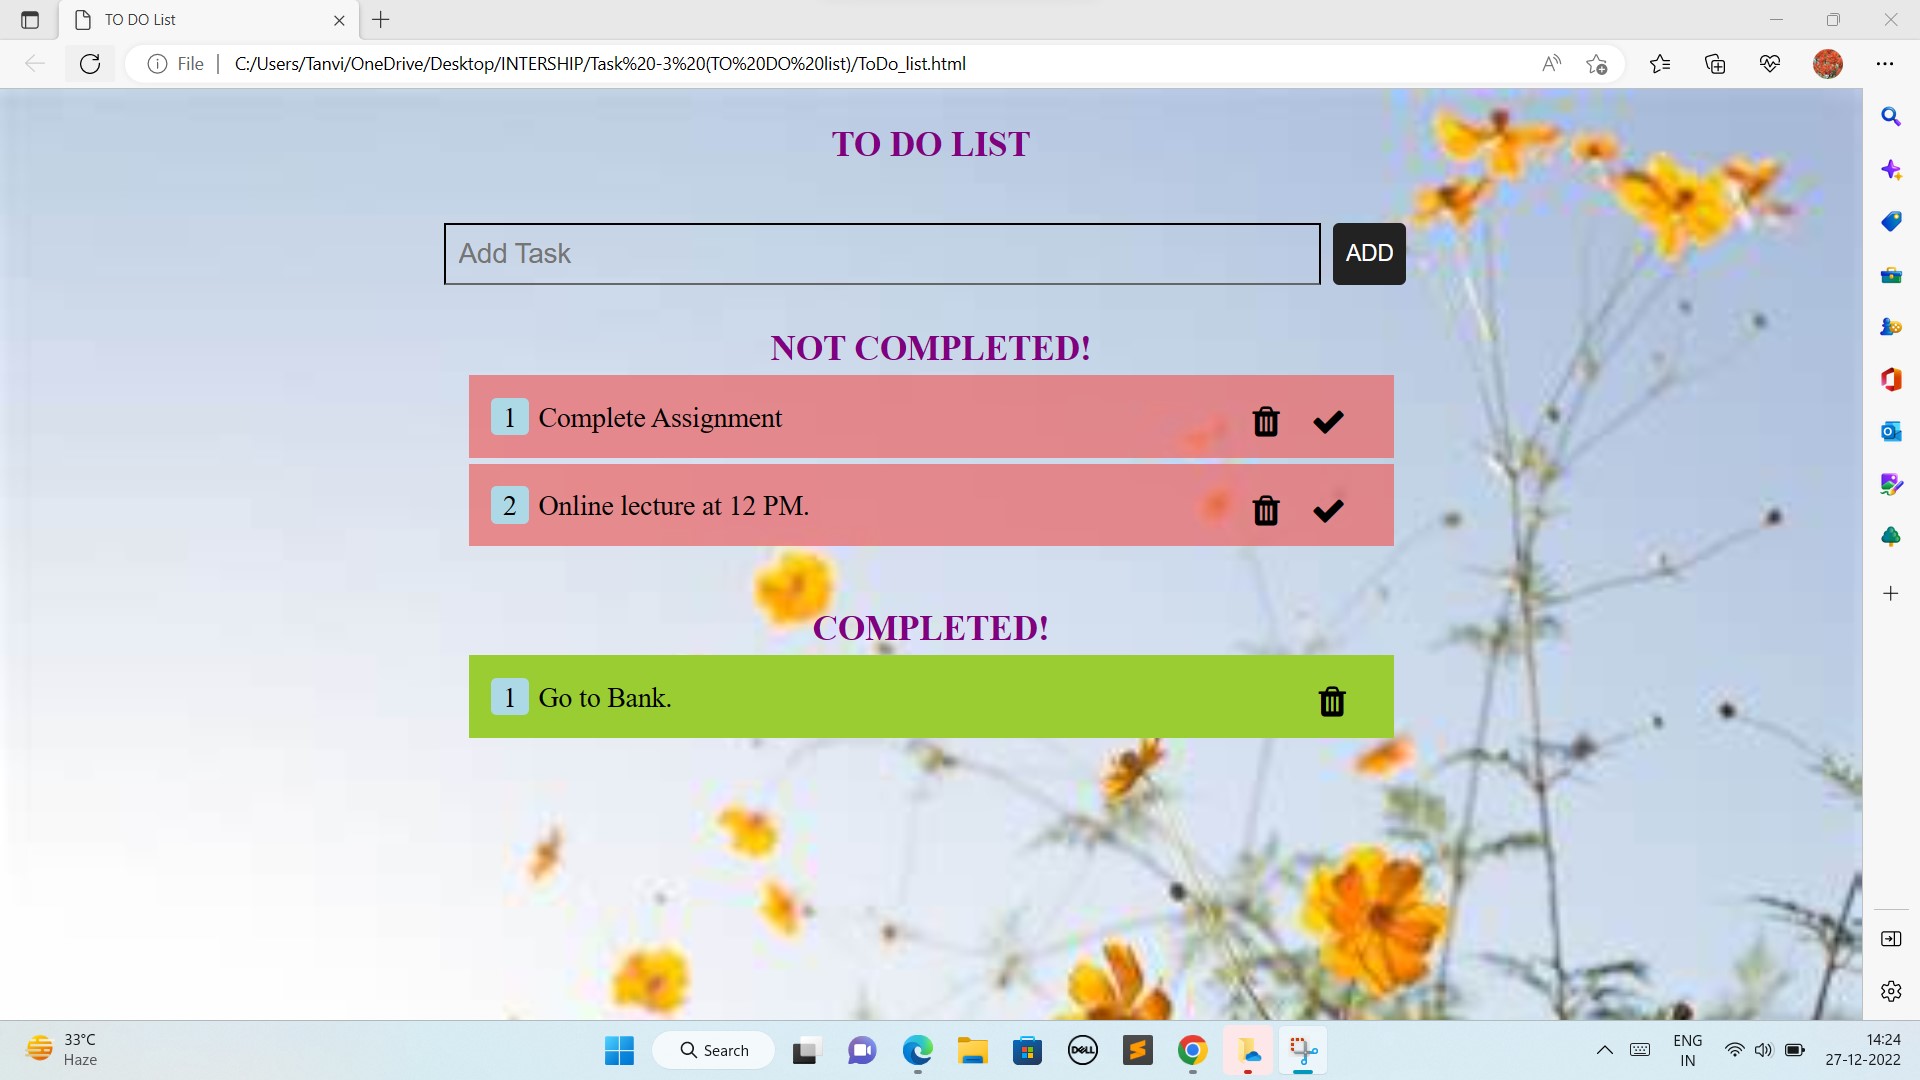 TO DO List
File
C:/Users/Tanvi/OneDrive/Desktop/INTERSHIP/Task%20-3%20(TO%20DO%20list)/ToDo_list.html
TO DO LIST
Add Task
ADD
NOT COMPLETED!
1 Complete Assignment
2 Online lecture at 12 PM.
COMPLETED!
1 Go to Bank.
33°C
Haze
Search
DELL
ENG
IN
14:24
27-12-2022